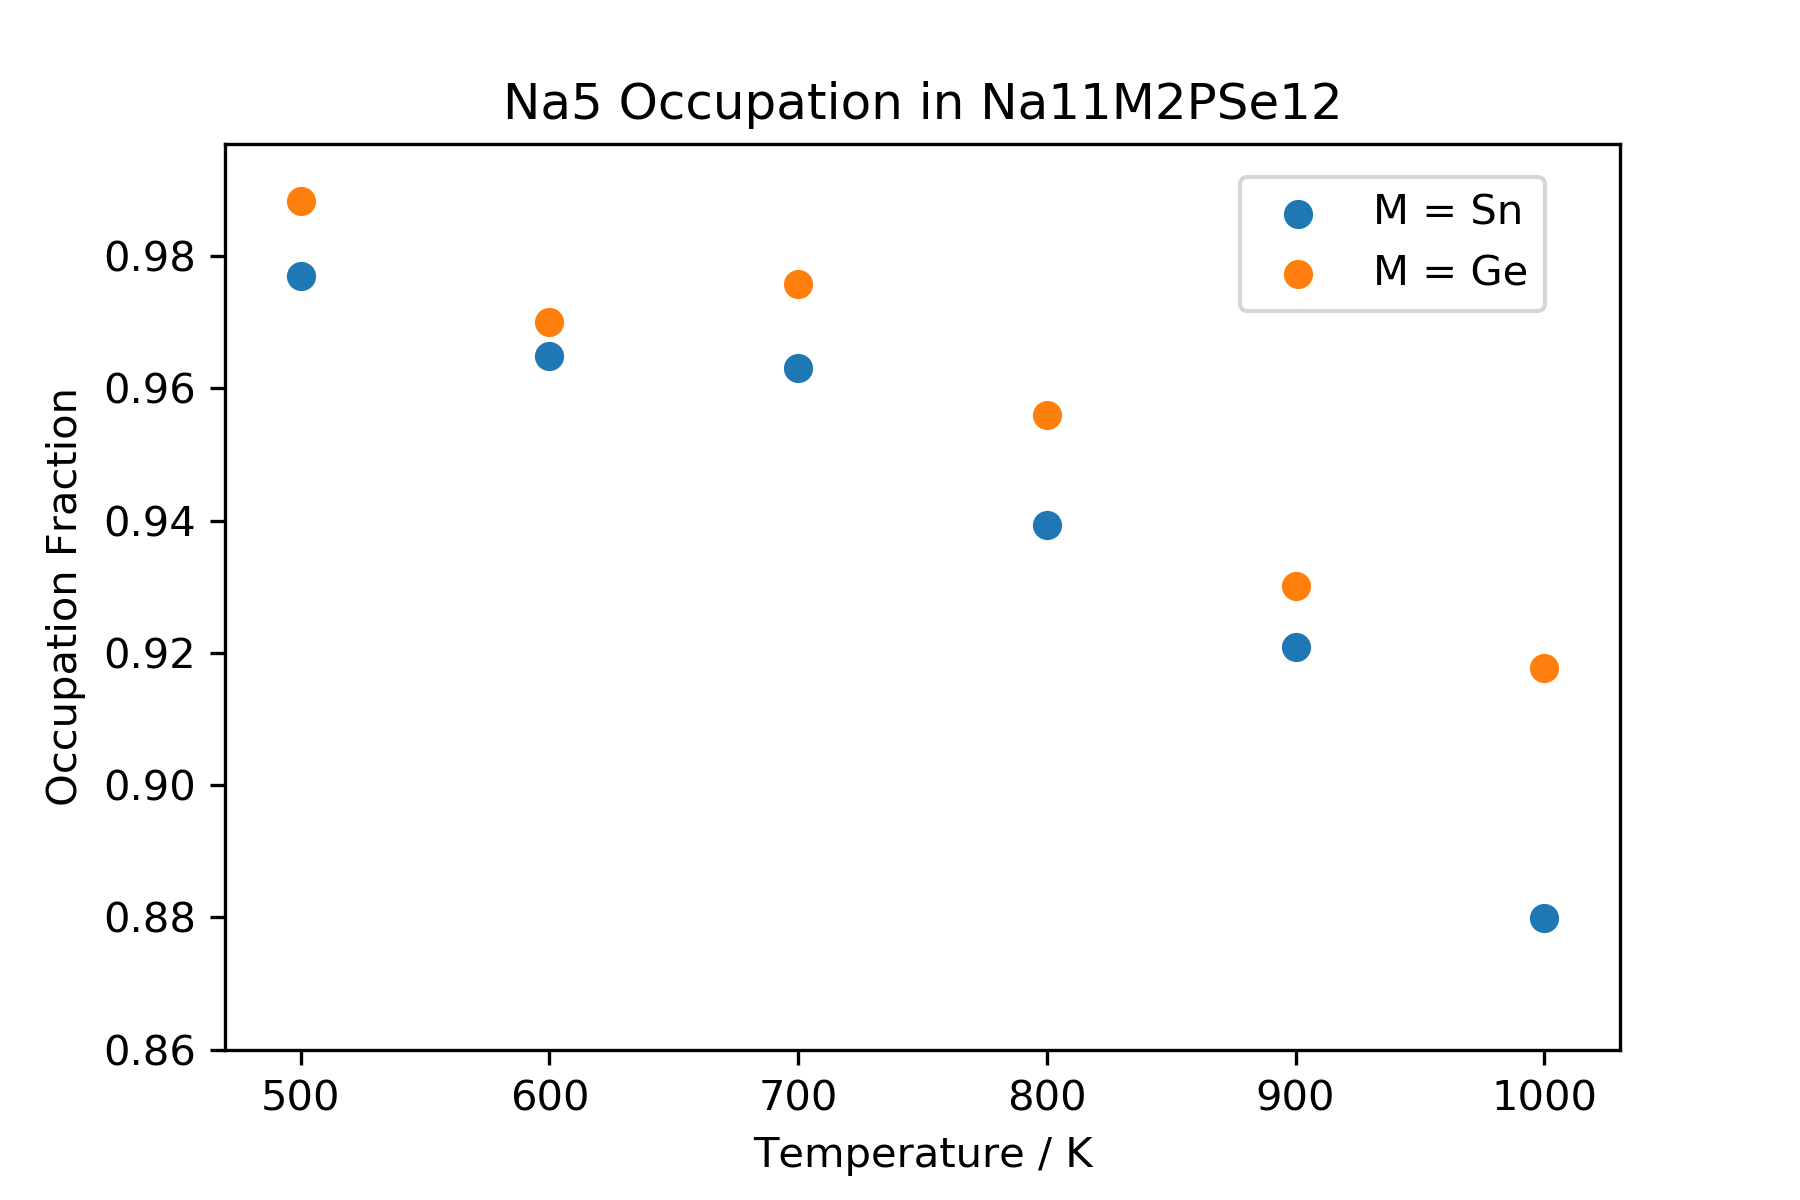 Na5 Occupation in Na11M2PSe12
M = Sn
M = Ge
Occupation Fraction
0.98
0.96
0.94
0.92
0.90
0.88
0.86
500 600 700 800 900 1000
Temperature / K